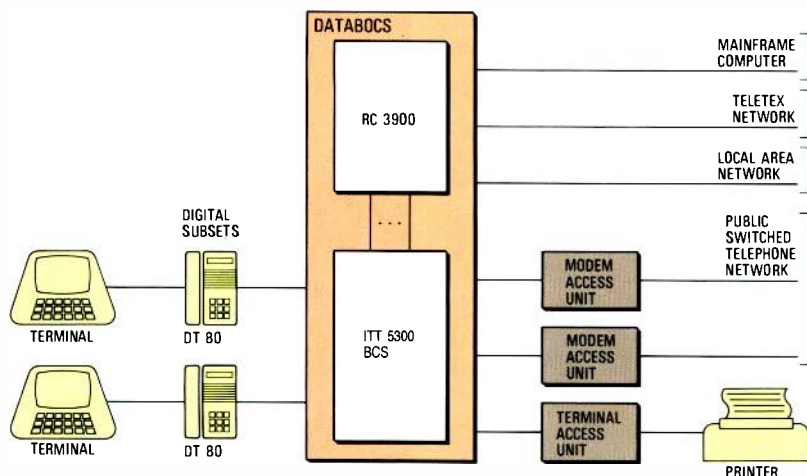 DATABOCS
RC 3900
...
ITT 5300
BCS
MAINFRAME
COMPUTER
TELETEX
NETWORK
LOCAL AREA
NETWORK
PUBLIC
SWITCHED
TELEPHONE
NETWORK
DIGITAL
SUBSETS
TERMINAL
DT 80
TERMINAL
DT 80
MODEM
ACCESS
UNIT
MODEM
ACCESS
UNIT
TERMINAL
ACCESS
UNIT
PRINTER